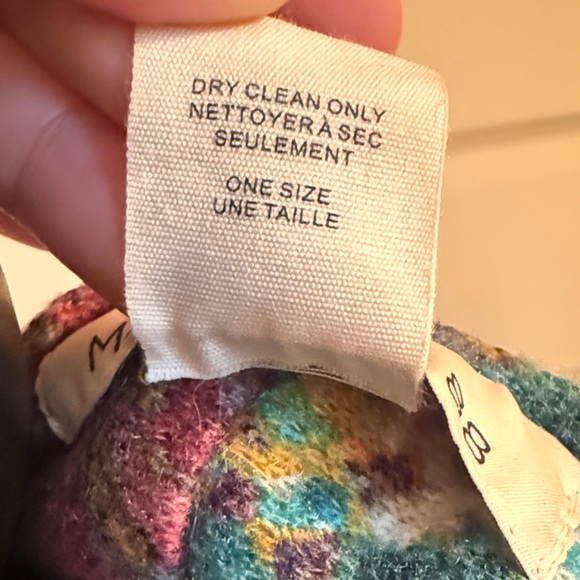 DRY CLEAN ONLY
NETTOYER À SEC
SEULEMENT
ONE SIZE
UNE TAILLE